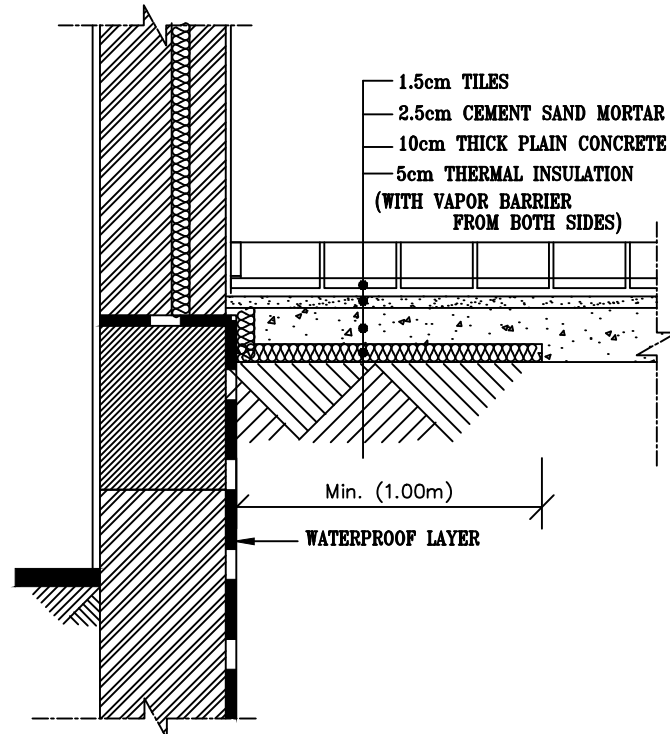 1.5cm TILES
2.5cm CEMENT SAND MORTAR
10cm THICK PLAIN CONCRETE
5cm THERMAL INSULATION
(WITH VAPOR BARRIER
FROM BOTH SIDES)
Min. (1.00m)
WATERPROOF LAYER